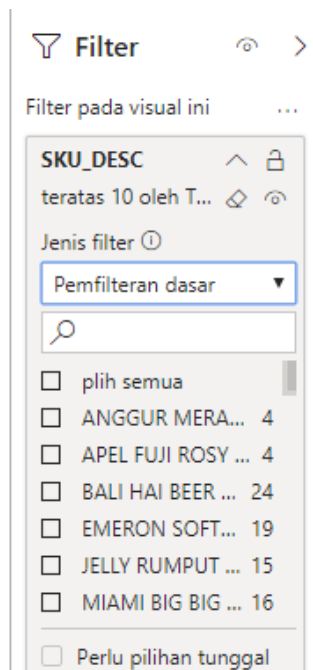 Filter
Filter pada visual ini ...
SKU_DESC
teratas 10 oleh T...
Jenis filter
Pemfilteran dasar
plih semua
ANGGUR MERA... 4
APEL FUJI ROSY ... 4
BALI HAI BEER ... 24
EMERON SOFT... 19
JELLY RUMPUT ... 15
MIAMI BIG BIG ... 16
Perlu pilihan tunggal